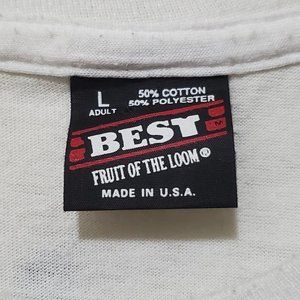 L 50% COTTON
ADULT 50% POLYESTER
BEST
FRUIT OF THE LOOM®
MADE IN U.S.A.